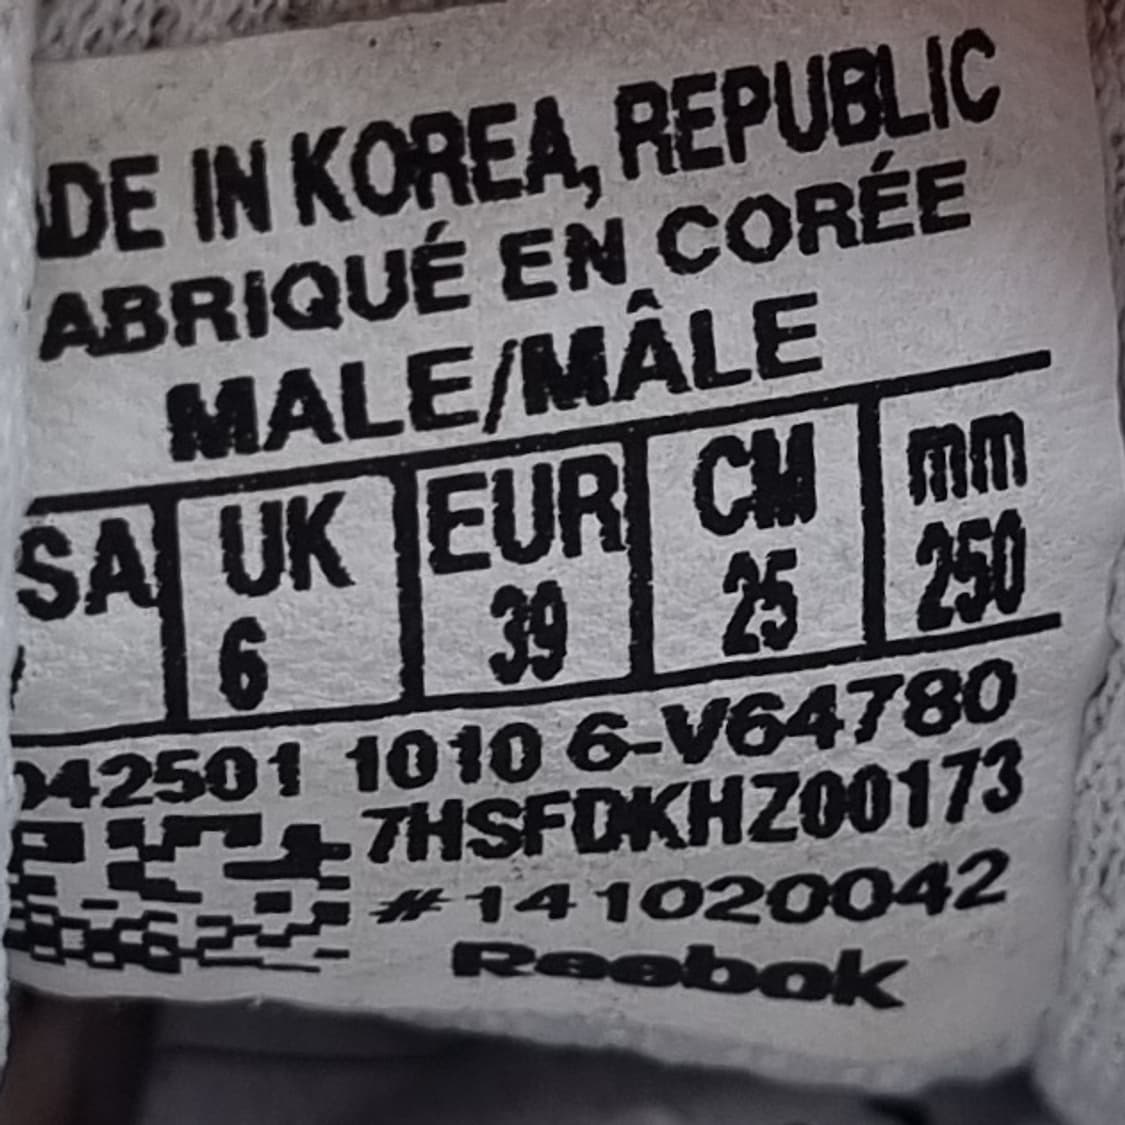 ADE IN KOREA, REPUBLIC
ABRIQUÉ EN CORÉE
MALE/MÂLE
SA UK EUR CM mm
6 39 25 250
042501 1010 6-V64780
7HSFDKHZ00173
#141020042
Reebok